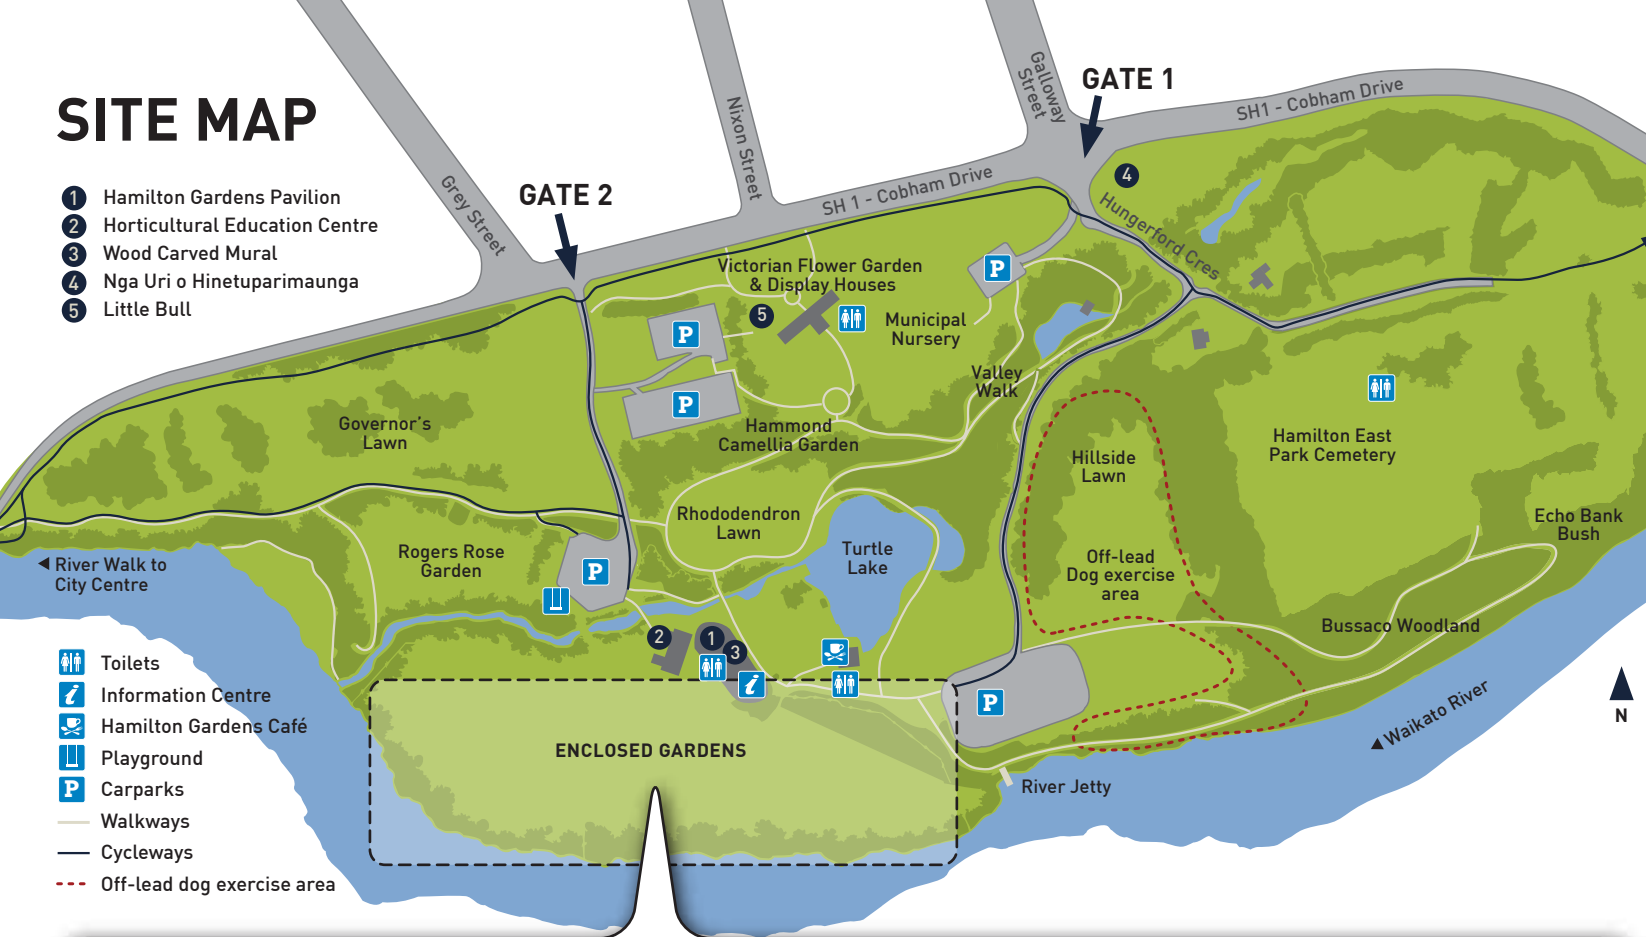 SITE MAP
1 Hamilton Gardens Pavilion
2 Horticultural Education Centre
3 Wood Carved Mural
4 Nga Uri o Hinetuparimaunga
5 Little Bull
Grey Street
GATE 2
Nixon Street
SH 1 - Cobham Drive
Galloway
Street
GATE 1
SH1 - Cobham Drive
4
Hungerford Cres
Victorian Flower Garden
& Display Houses
P
5
Municipal
Nursery
P
P
Valley
Walk
Governor's
Lawn
Hammond
Camellia Garden
Hillside
Lawn
Hamilton East
Park Cemetery
Rhododendron
Lawn
Echo Bank
Bush
Rogers Rose
Garden
P
Turtle
Lake
Off-lead
Dog exercise
area
River Walk to
City Centre
Bussaco Woodland
2
1
3
i
P
ENCLOSED GARDENS
River Jetty
Waikato River
N
Toilets
i Information Centre
Hamilton Gardens Café
Playground
P Carparks
Walkways
Cycleways
Off-lead dog exercise area